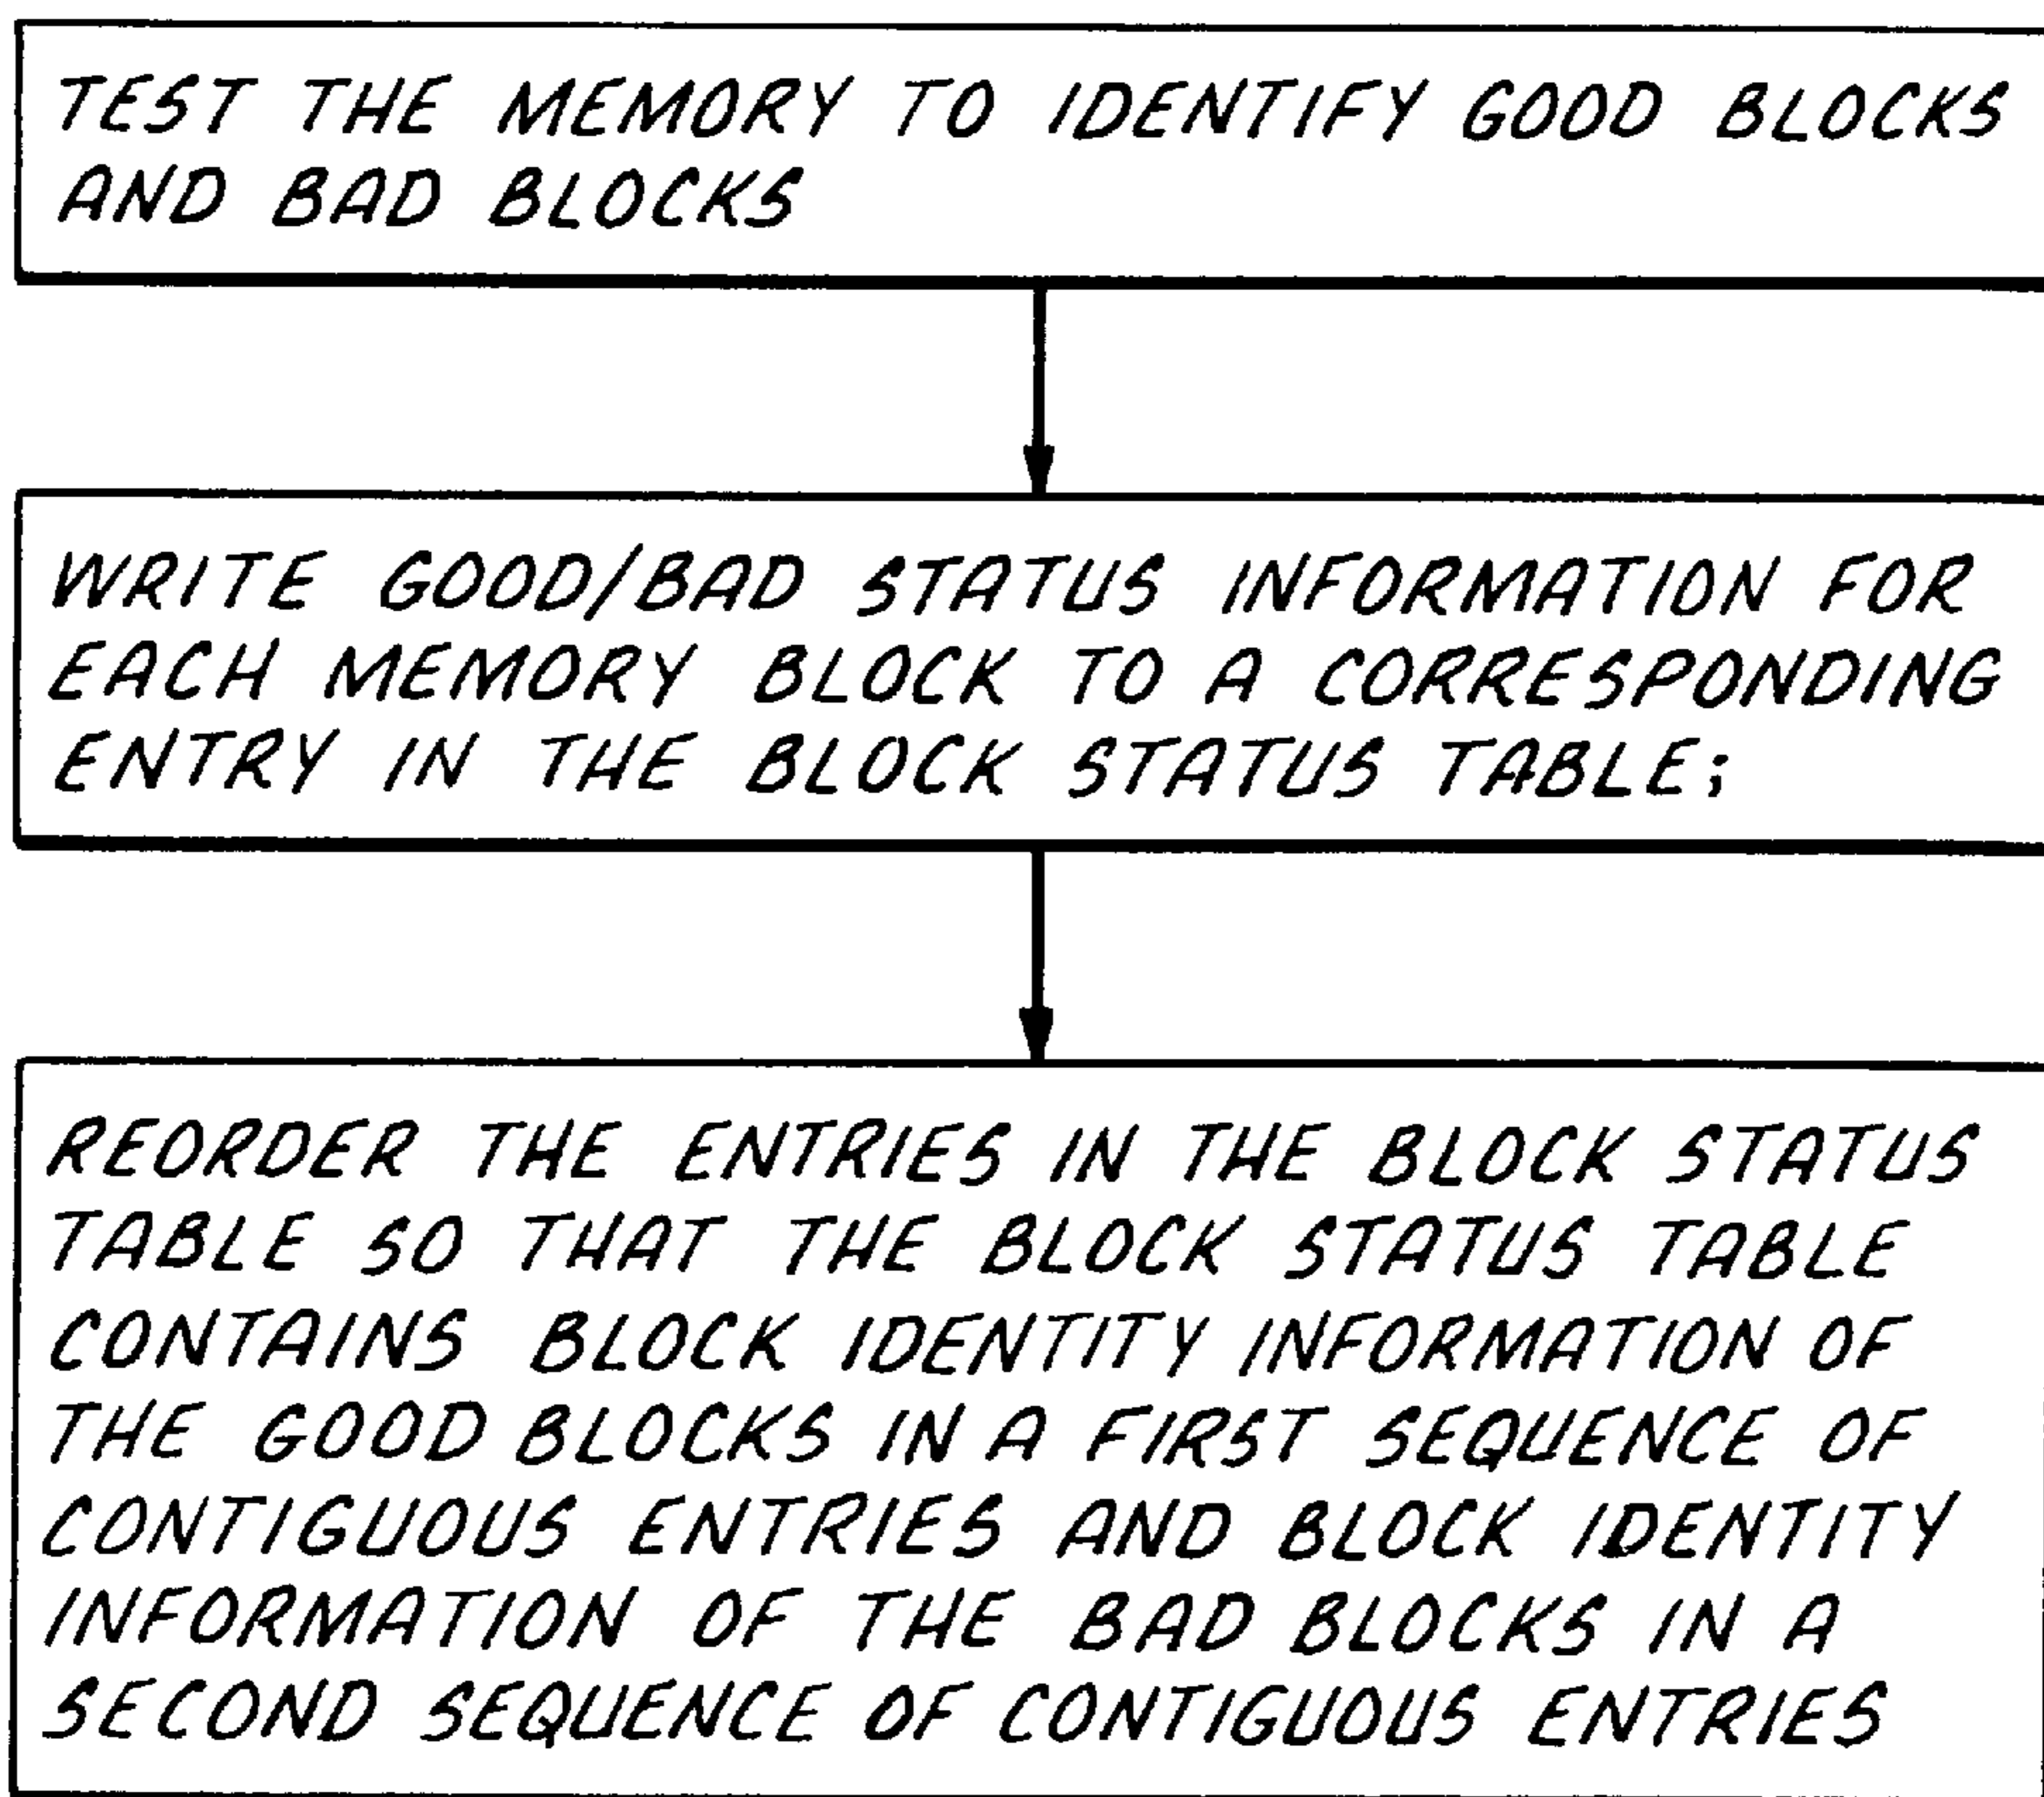 TEST THE MEMORY TO IDENTIFY GOOD BLOCKS
AND BAD BLOCKS
WRITE GOOD/BAD STATUS INFORMATION FOR
EACH MEMORY BLOCK TO A CORRESPONDING
ENTRY IN THE BLOCK STATUS TABLE;
REORDER THE ENTRIES IN THE BLOCK STATUS
TABLE SO THAT THE BLOCK STATUS TABLE
CONTAINS BLOCK IDENTITY INFORMATION OF
THE GOOD BLOCKS IN A FIRST SEQUENCE OF
CONTIGUOUS ENTRIES AND BLOCK IDENTITY
INFORMATION OF THE BAD BLOCKS IN A
SECOND SEQUENCE OF CONTIGUOUS ENTRIES